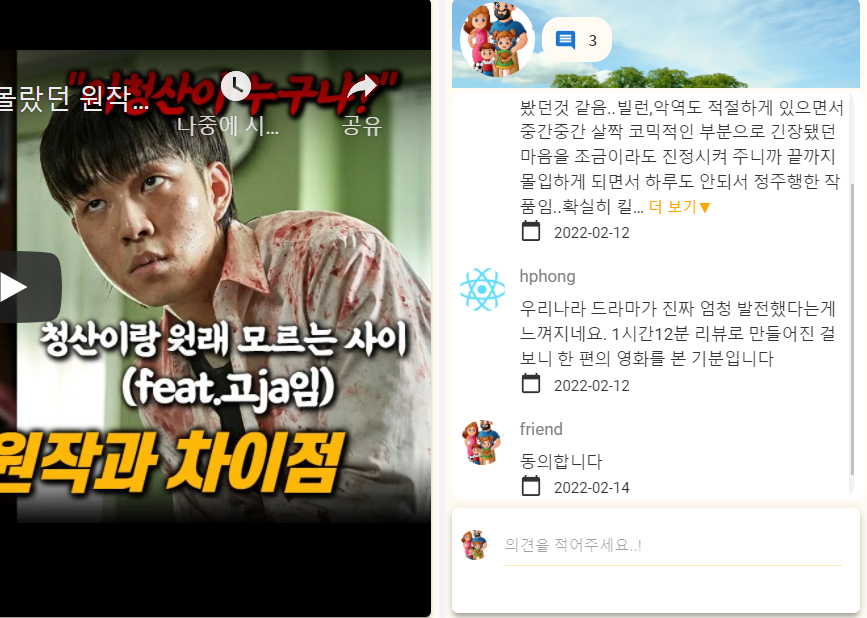 몰랐던 원작...
"이청산이 누구냐?"
나중에 시...
공유
청산이랑 원래 모르는 사이
(feat.고ja임)
원작과 차이점
3
봤던것 같음..빌런,악역도 적절하게 있으면서
중간중간 살짝 코믹적인 부분으로 긴장됐던
마음을 조금이라도 진정시켜 주니까 끝까지
몰입하게 되면서 하루도 안되서 정주행한 작
품임..확실히 킬... 더 보기▼
2022-02-12
hphong
우리나라 드라마가 진짜 엄청 발전했다는게
느껴지네요. 1시간12분 리뷰로 만들어진 걸
보니 한 편의 영화를 본 기분입니다
2022-02-12
friend
동의합니다
2022-02-14
의견을 적어주세요..!